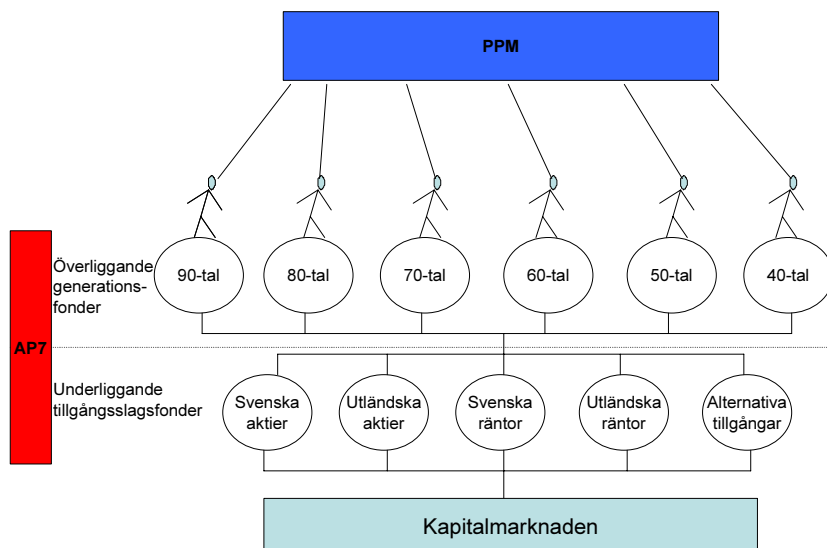 PPM
Överliggande
generations-
fonder
90-tal
80-tal
70-tal
60-tal
50-tal
40-tal
AP7
Underliggande
tillgångsslagsfonder
Svenska
aktier
Utländska
aktier
Svenska
räntor
Utländska
räntor
Alternativa
tillgångar
Kapitalmarknaden